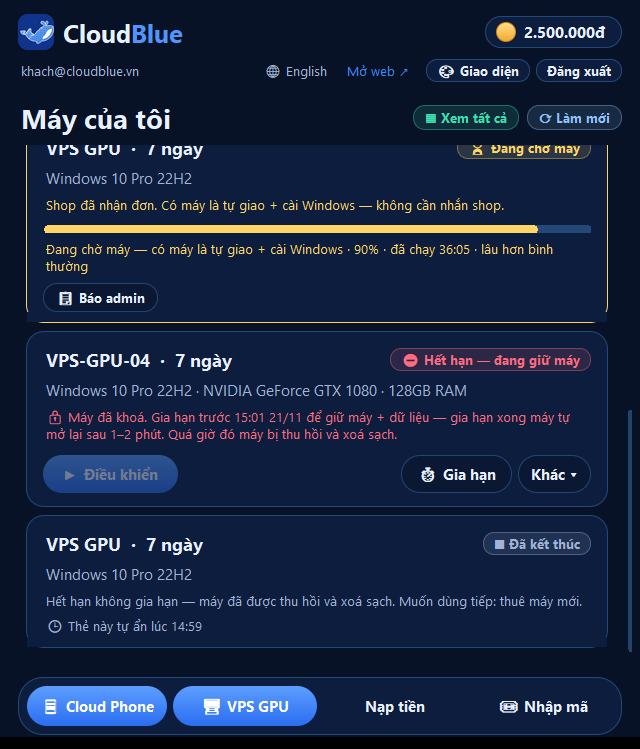 CloudBlue
2.500.000đ
khach@cloudblue.vn
English
Mở web ↗
Giao diện
Đăng xuất
Máy của tôi
Xem tất cả
Làm mới
VPS GPU · 7 ngày
Đang chờ máy
Windows 10 Pro 22H2
Shop đã nhận đơn. Có máy là tự giao + cài Windows — không cần nhắn shop.
Đang chờ máy — có máy là tự giao + cài Windows · 90% · đã chạy 36:05 · lâu hơn bình
thường
Báo admin
VPS-GPU-04 · 7 ngày
Hết hạn — đang giữ máy
Windows 10 Pro 22H2 · NVIDIA GeForce GTX 1080 · 128GB RAM
Máy đã khoá. Gia hạn trước 15:01 21/11 để giữ máy + dữ liệu — gia hạn xong máy tự
mở lại sau 1–2 phút. Quá giờ đó máy bị thu hồi và xoá sạch.
Điều khiển
Gia hạn
Khác
VPS GPU · 7 ngày
Đã kết thúc
Windows 10 Pro 22H2
Hết hạn không gia hạn — máy đã được thu hồi và xoá sạch. Muốn dùng tiếp: thuê máy mới.
Thẻ này tự ẩn lúc 14:59
Cloud Phone
VPS GPU
Nạp tiền
Nhập mã